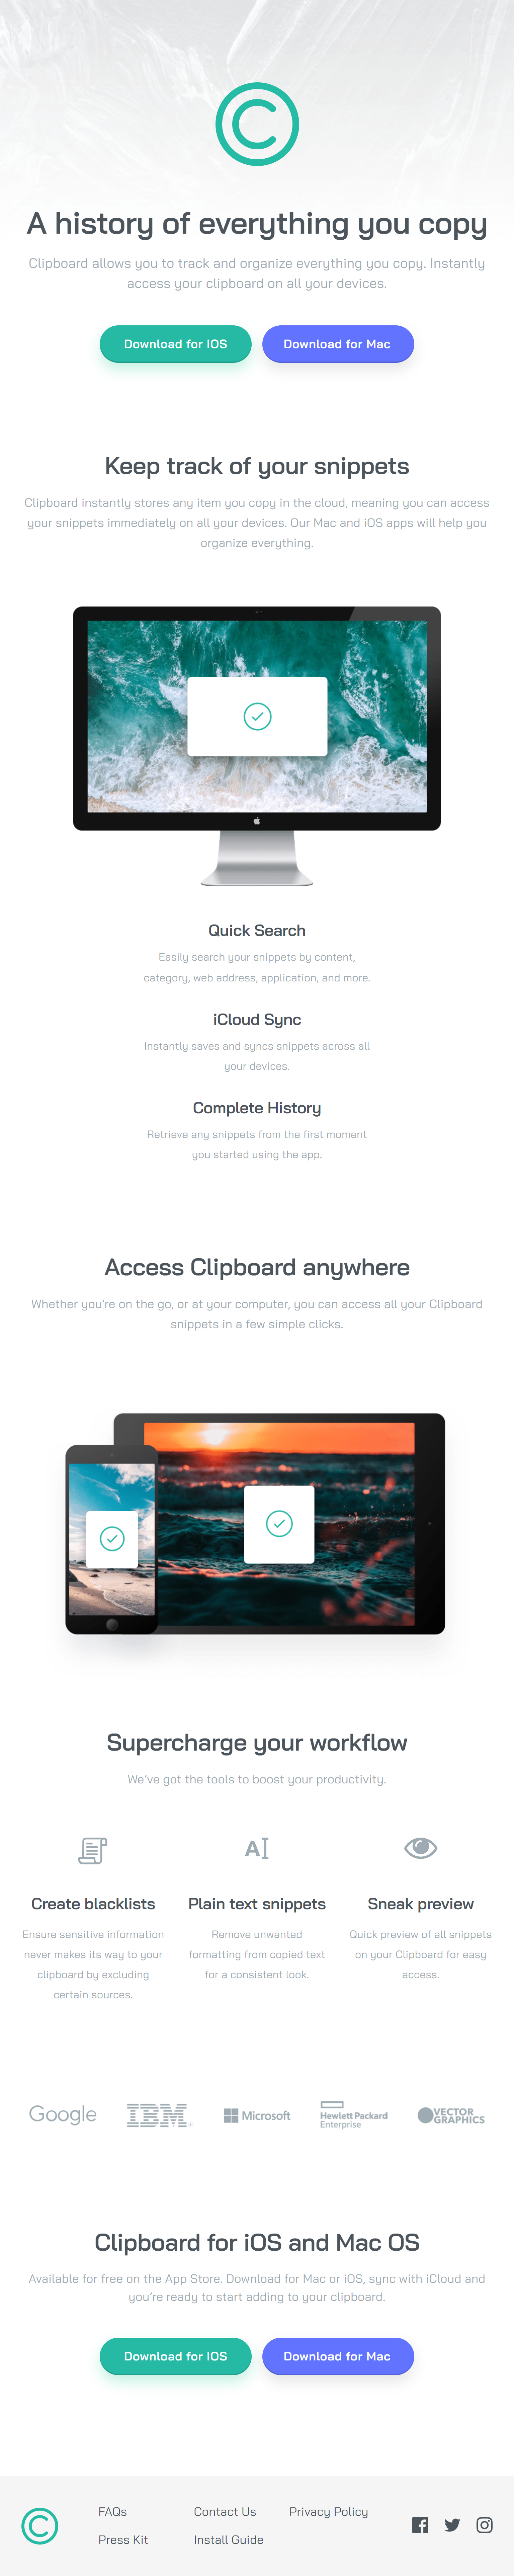 A history of everything you copy
Clipboard allows you to track and organize everything you copy. Instantly
access your clipboard on all your devices.
Download for IOS
Download for Mac
Keep track of your snippets
Clipboard instantly stores any item you copy in the cloud, meaning you can access
your snippets immediately on all your devices. Our Mac and iOS apps will help you
organize everything.
Quick Search
Easily search your snippets by content,
category, web address, application, and more.
iCloud Sync
Instantly saves and syncs snippets across all
your devices.
Complete History
Retrieve any snippets from the first moment
you started using the app.
Access Clipboard anywhere
Whether you're on the go, or at your computer, you can access all your Clipboard
snippets in a few simple clicks.
Supercharge your workflow
We've got the tools to boost your productivity.
A
Create blacklists
Ensure sensitive information
never makes its way to your
clipboard by excluding
certain sources.
Plain text snippets
Remove unwanted
formatting from copied text
for a consistent look.
Sneak preview
Quick preview of all snippets
on your Clipboard for easy
access.
Google
IBM
Microsoft
Hewlett Packard
Enterprise
VECTOR
GRAPHICS
Clipboard for iOS and Mac OS
Available for free on the App Store. Download for Mac or iOS, sync with iCloud and
you're ready to start adding to your clipboard.
Download for IOS
Download for Mac
FAQs
Contact Us
Privacy Policy
Press Kit
Install Guide